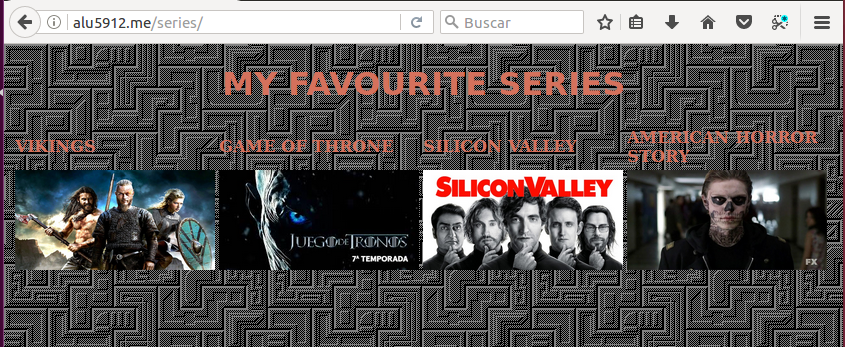 alu5912.me/series/
Buscar
MY FAVOURITE SERIES
VIKINGS
GAME OF THRONE
SILICON VALLEY
AMERICAN HORROR
STORY
JUEGO DE TRONOS
7ª TEMPORADA
SILICON VALLEY
FX